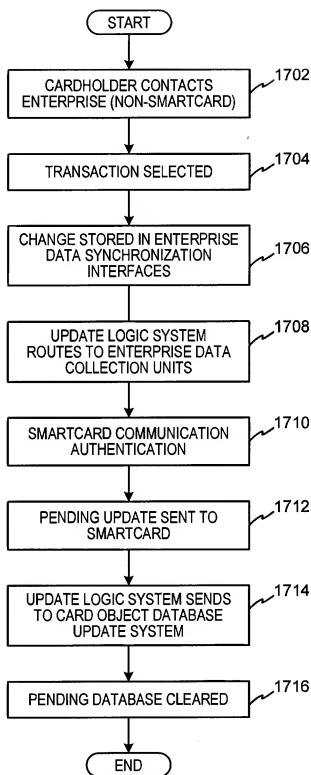 START
CARDHOLDER CONTACTS
ENTERPRISE (NON-SMARTCARD)
1702
TRANSACTION SELECTED
1704
CHANGE STORED IN ENTERPRISE
DATA SYNCHRONIZATION
INTERFACES
1706
UPDATE LOGIC SYSTEM
ROUTES TO ENTERPRISE DATA
COLLECTION UNITS
1708
SMARTCARD COMMUNICATION
AUTHENTICATION
1710
PENDING UPDATE SENT TO
SMARTCARD
1712
UPDATE LOGIC SYSTEM SENDS
TO CARD OBJECT DATABASE
UPDATE SYSTEM
1714
PENDING DATABASE CLEARED
1716
END